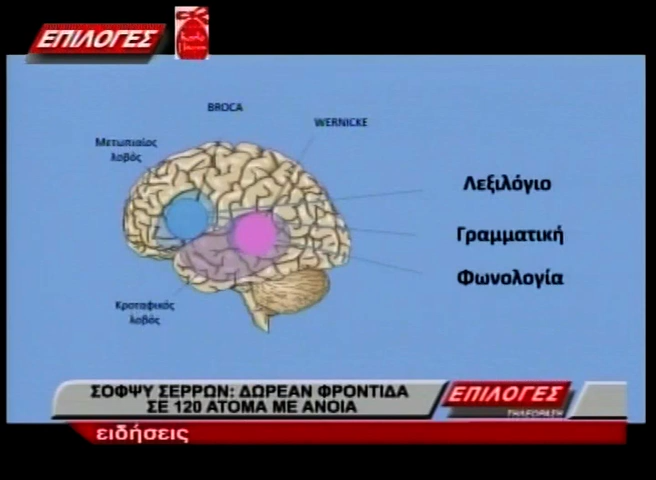 ΕΠΙΛΟΓΕΣ
BROCA
WERNICKE
Μετωπιαίος
λοβός
Λεξιλόγιο
Γραμματική
Φωνολογία
Κροταφικός
λοβός
ΣΟΦΨΥ ΣΕΡΡΩΝ: ΔΩΡΕΑΝ ΦΡΟΝΤΙΔΑ
ΣΕ 120 ΑΤΟΜΑ ΜΕ ΑΝΟΙΑ
ΕΠΙΛΟΓΕΣ
ΤΗΛΕΟΡΑΣΗ
ειδήσεις